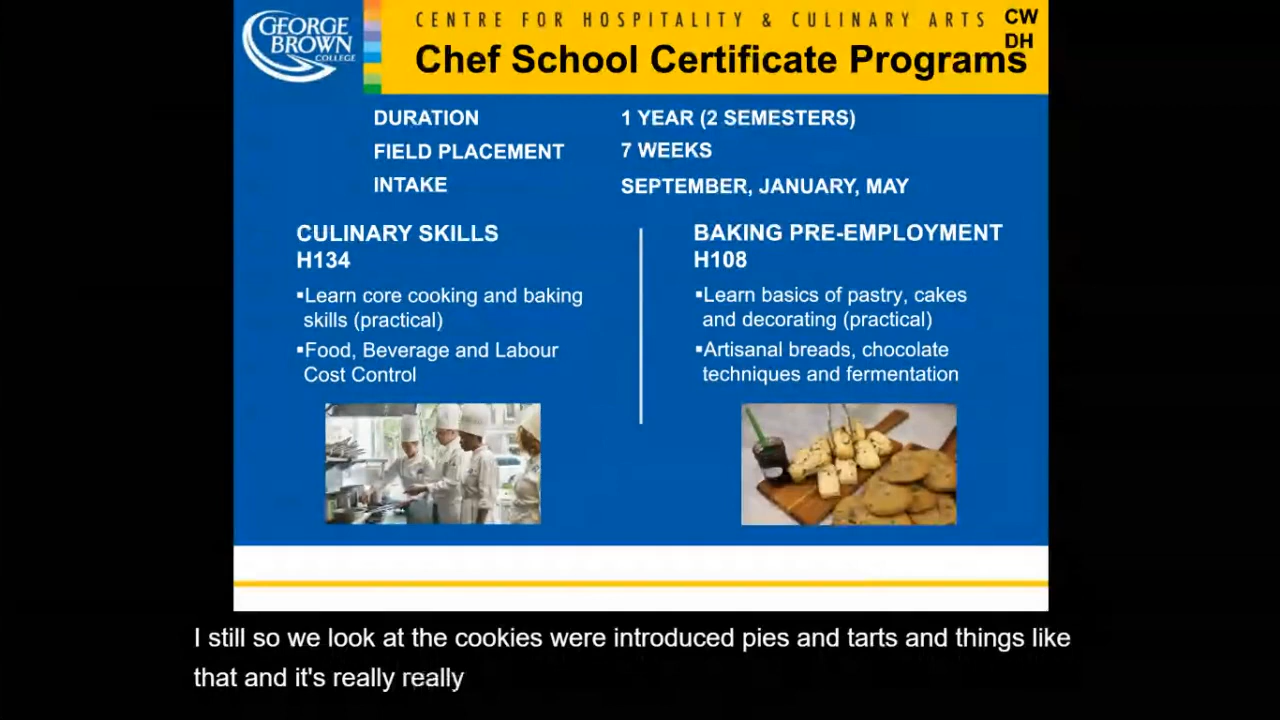 GEORGE
BROWN
COLLEGE
CENTRE FOR HOSPITALITY & CULINARY ARTS
CW
DH
Chef School Certificate Programs
DURATION 1 YEAR (2 SEMESTERS)
FIELD PLACEMENT 7 WEEKS
INTAKE SEPTEMBER, JANUARY, MAY
CULINARY SKILLS
H134
▪Learn core cooking and baking
skills (practical)
▪Food, Beverage and Labour
Cost Control
BAKING PRE-EMPLOYMENT
H108
▪Learn basics of pastry, cakes
and decorating (practical)
▪Artisanal breads, chocolate
techniques and fermentation
I still so we look at the cookies were introduced pies and tarts and things like
that and it's really really